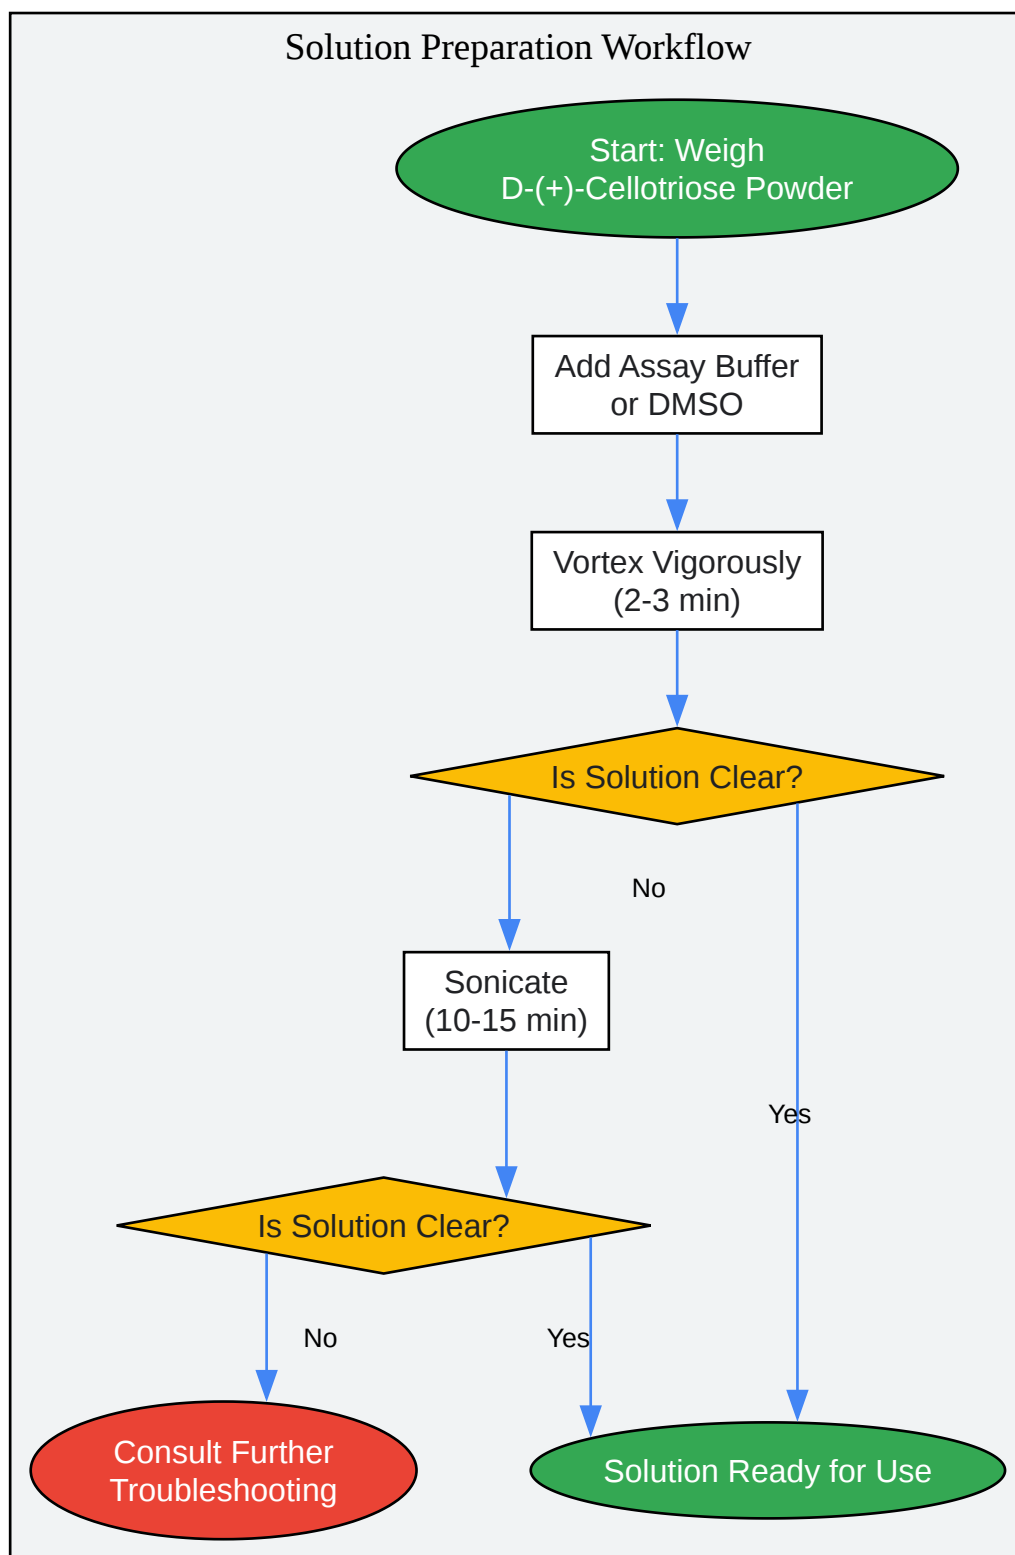 Solution Preparation Workflow
Start: Weigh
D-(+)-Cellotriose Powder
Add Assay Buffer
or DMSO
Vortex Vigorously
(2-3 min)
Is Solution Clear?
No
Sonicate
(10-15 min)
Yes
Is Solution Clear?
No
Yes
Consult Further
Troubleshooting
Solution Ready for Use